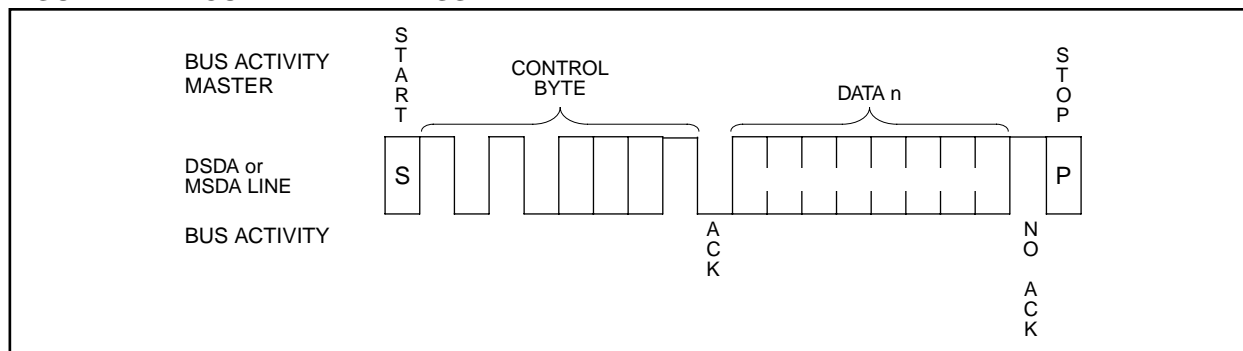 BUS ACTIVITY
MASTER
START
CONTROL
BYTE
DATA n
STOP
DSDA or
MSDA LINE
S
P
BUS ACTIVITY
ACK
NO ACK